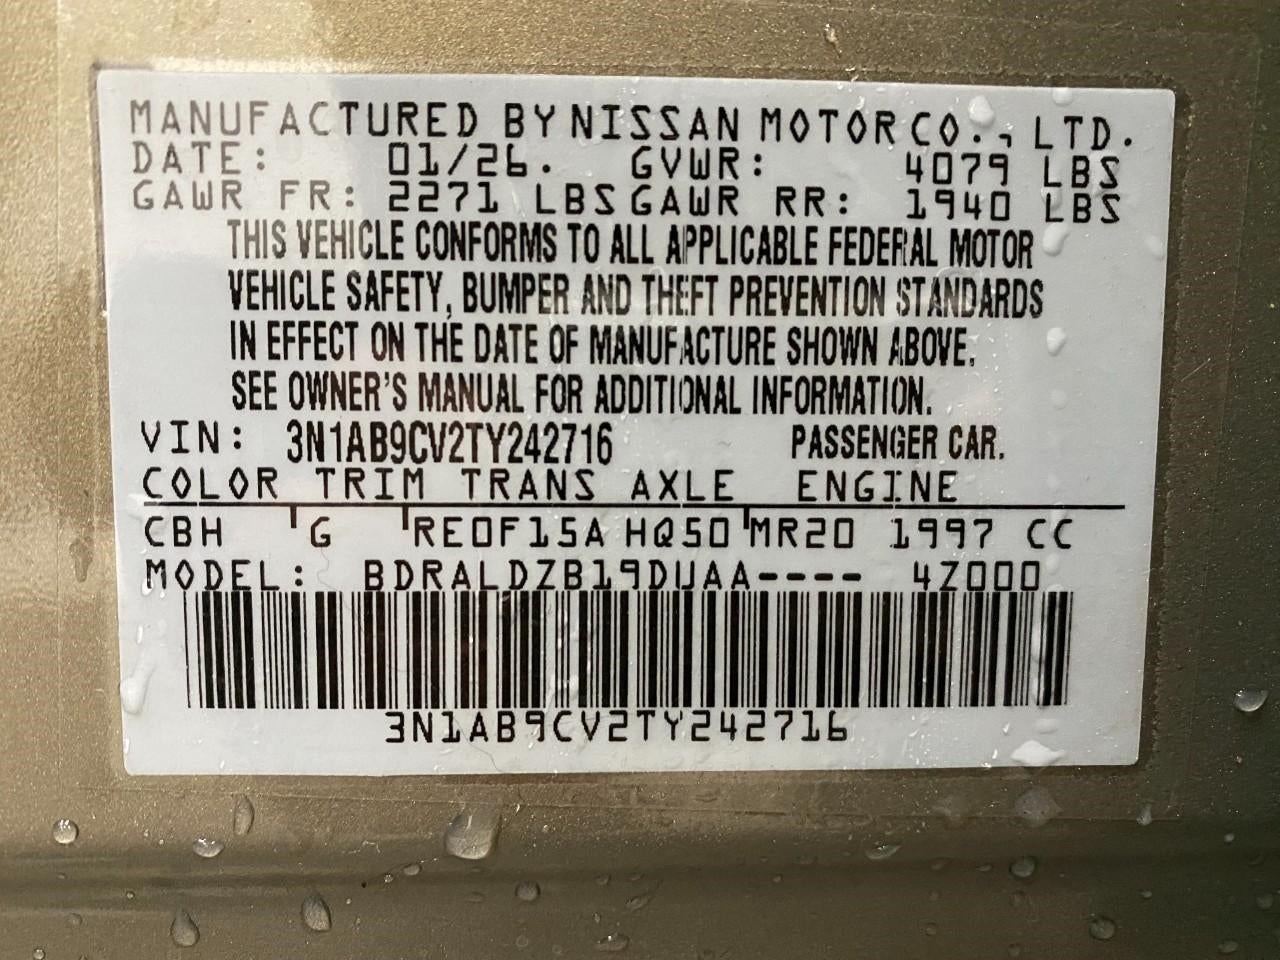 MANUFACTURED BY NISSAN MOTOR CO., LTD.
DATE: 01/26. GVWR: 4079 LBS
GAWR FR: 2271 LBS GAWR RR: 1940 LBS
THIS VEHICLE CONFORMS TO ALL APPLICABLE FEDERAL MOTOR
VEHICLE SAFETY, BUMPER AND THEFT PREVENTION STANDARDS
IN EFFECT ON THE DATE OF MANUFACTURE SHOWN ABOVE.
SEE OWNER'S MANUAL FOR ADDITIONAL INFORMATION.
VIN: 3N1AB9CV2TY242716 PASSENGER CAR.
COLOR TRIM TRANS AXLE ENGINE
CBH G RE0F15A HQ50 MR20 1997 CC
MODEL: BDRALDZB19DUAA---- 4Z000
3N1AB9CV2TY242716